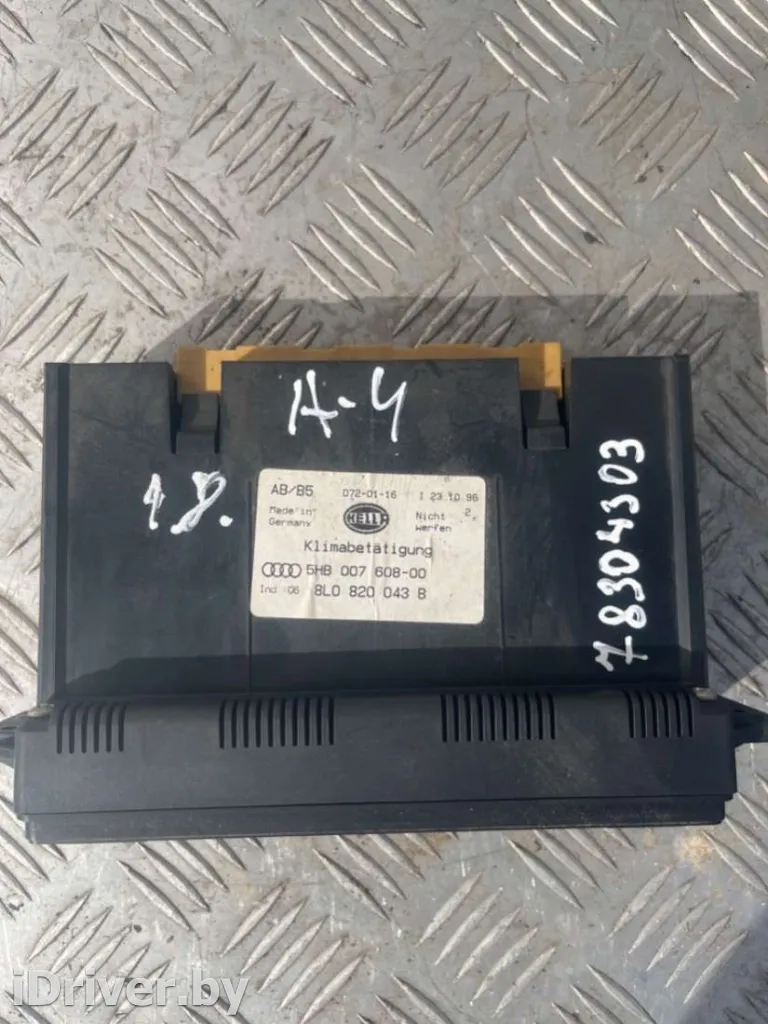 A-4
1.8.
AB/B5 072-01-16 I 23.10.96
Made in Germany HELLA Nicht werfen 2.
Klimabetätigung
5HB 007 608-00
Ind :06 8L0 820 043 B
78304303
iDriver.by